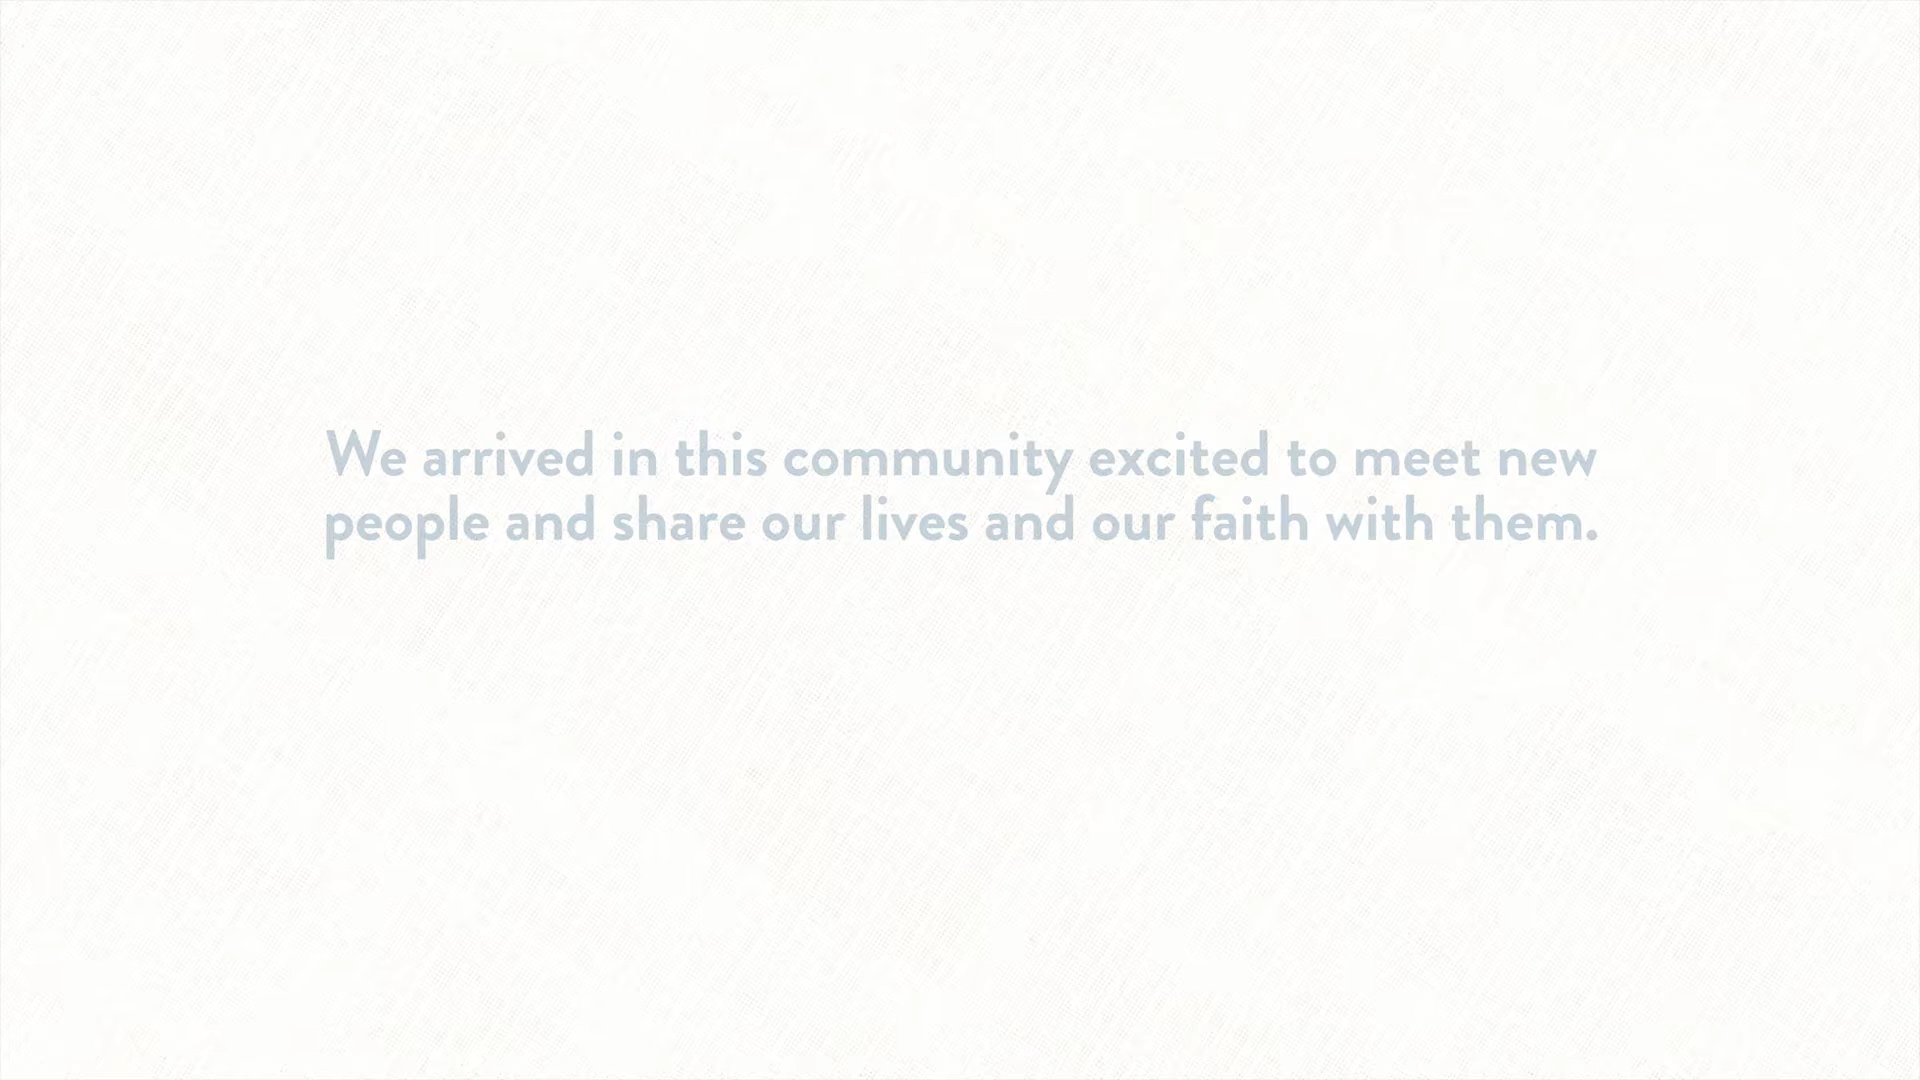 We arrived in this community excited to meet new
people and share our lives and our faith with them.